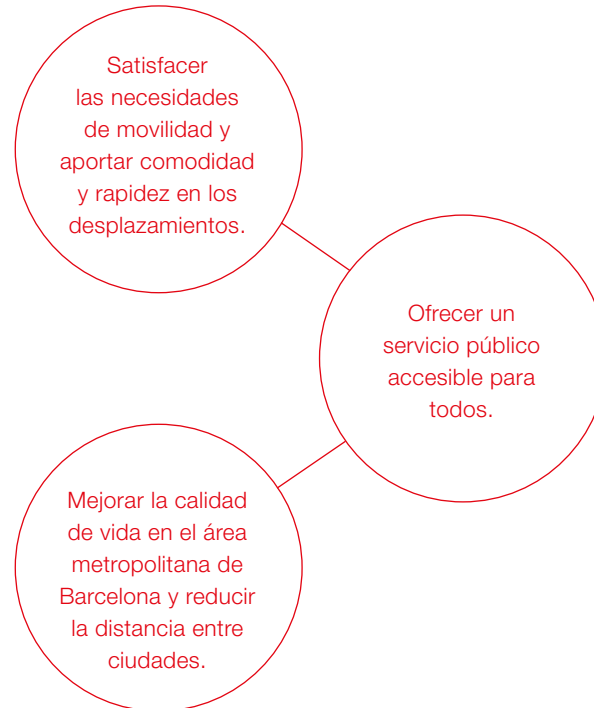 Satisfacer
las necesidades
de movilidad y
aportar comodidad
y rapidez en los
desplazamientos.
Ofrecer un
servicio público
accesible para
todos.
Mejorar la calidad
de vida en el área
metropolitana de
Barcelona y reducir
la distancia entre
ciudades.